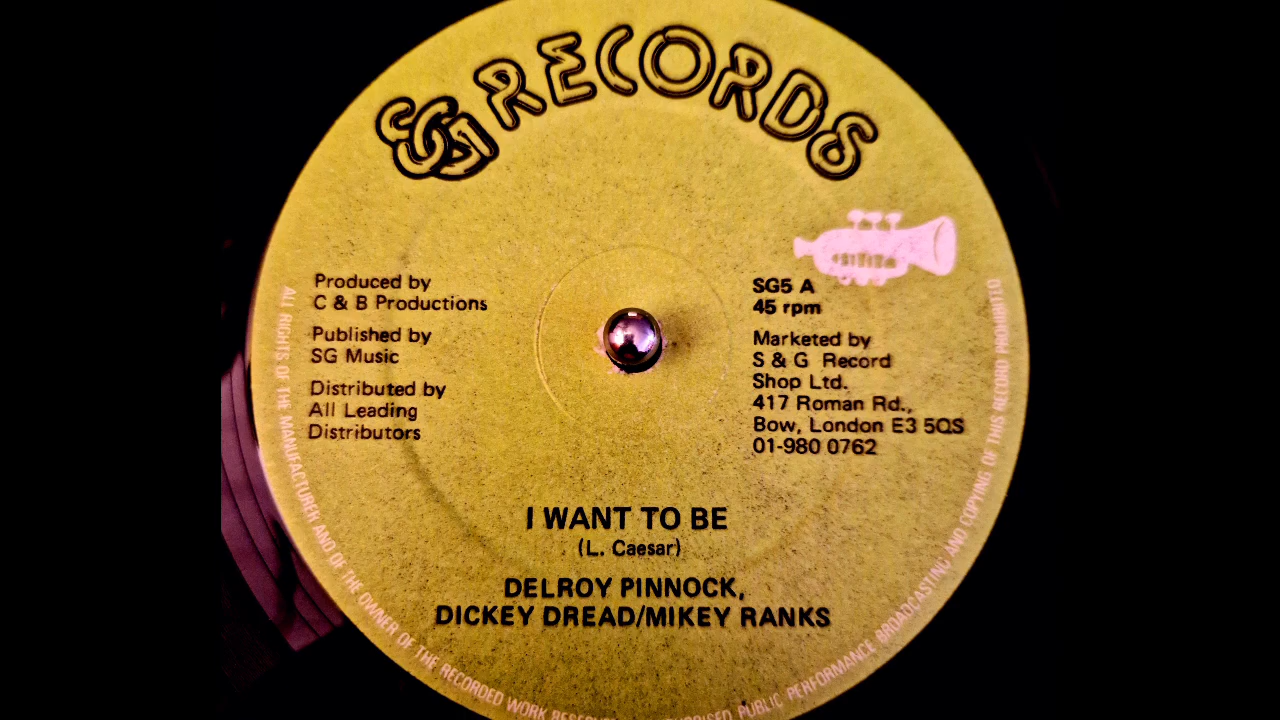 SG RECORDS
Produced by
C & B Productions
Published by
SG Music
Distributed by
All Leading
Distributors
SG5 A
45 rpm
Marketed by
S & G Record
Shop Ltd.
417 Roman Rd.,
Bow, London E3 5QS
01-980 0762
I WANT TO BE
(L. Caesar)
DELROY PINNOCK,
DICKEY DREAD/MIKEY RANKS
ALL RIGHTS OF THE MANUFACTURER AND OF THE OWNER OF THE RECORDED WORK PUBLIC PERFORMANCE BROADCASTING AND COPYING OF THIS RECORD PROHIBITED